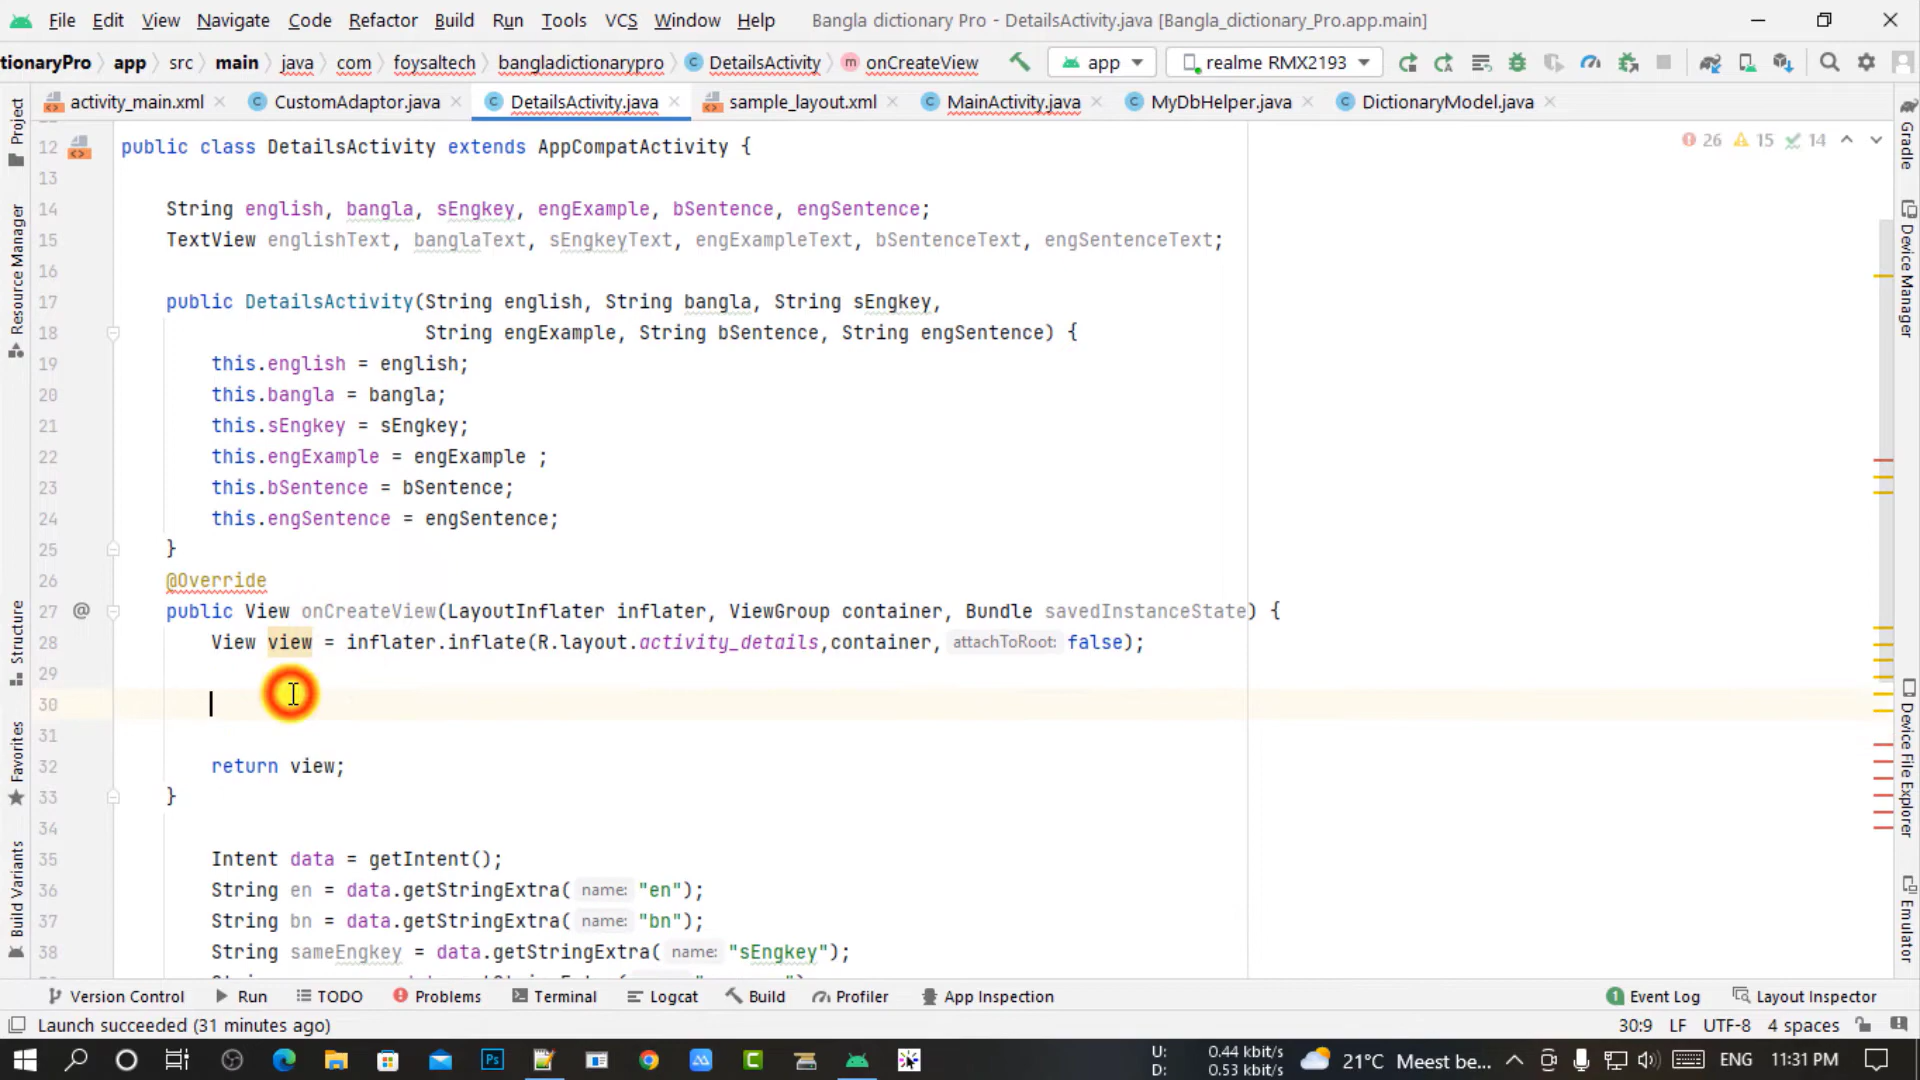 File Edit View Navigate Code Refactor Build Run Tools VCS Window Help Bangla dictionary Pro - DetailsActivity.java [Bangla_dictionary_Pro.app.main]
tionaryPro app src main java com foysaltech bangladictionarypro DetailsActivity onCreateView app realme RMX2193
activity_main.xml CustomAdaptor.java DetailsActivity.java sample_layout.xml MainActivity.java MyDbHelper.java DictionaryModel.java
26 15 14
12 public class DetailsActivity extends AppCompatActivity {
13
14 String english, bangla, sEngkey, engExample, bSentence, engSentence;
15 TextView englishText, banglaText, sEngkeyText, engExampleText, bSentenceText, engSentenceText;
16
17 public DetailsActivity(String english, String bangla, String sEngkey,
18 String engExample, String bSentence, String engSentence) {
19 this.english = english;
20 this.bangla = bangla;
21 this.sEngkey = sEngkey;
22 this.engExample = engExample ;
23 this.bSentence = bSentence;
24 this.engSentence = engSentence;
25 }
26 @Override
27 @ public View onCreateView(LayoutInflater inflater, ViewGroup container, Bundle savedInstanceState) {
28 View view = inflater.inflate(R.layout.activity_details,container, attachToRoot: false);
29
30
31
32 return view;
33 }
34
35 Intent data = getIntent();
36 String en = data.getStringExtra( name: "en");
37 String bn = data.getStringExtra( name: "bn");
38 String sameEngkey = data.getStringExtra( name: "sEngkey");
Project
Resource Manager
Structure
Favorites
Build Variants
Gradle
Device Manager
Device File Explorer
Emulator
Version Control Run TODO Problems Terminal Logcat Build Profiler App Inspection 1 Event Log Layout Inspector
Launch succeeded (31 minutes ago) 30:9 LF UTF-8 4 spaces
U: 0.44 kbit/s
D: 0.53 kbit/s
21°C Meest be... ENG 11:31 PM